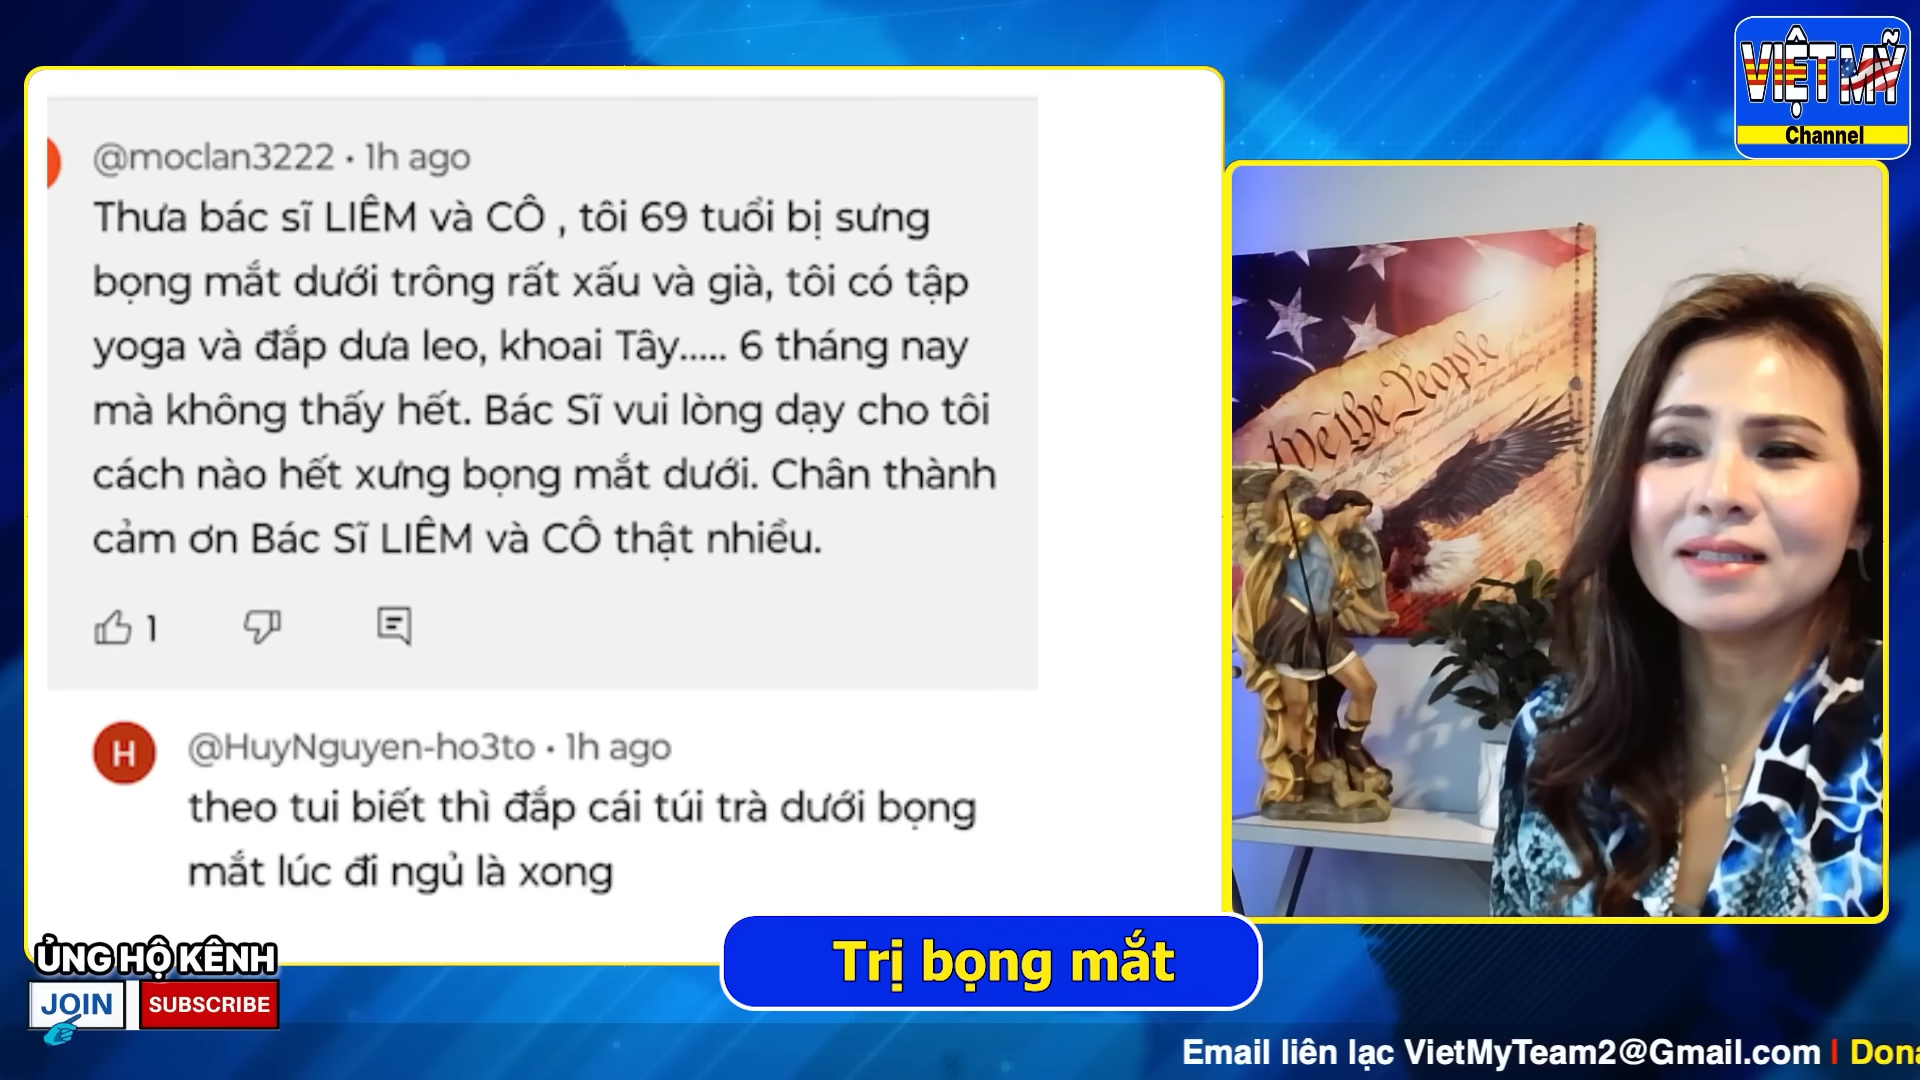 @moclan3222 • 1h ago
Thưa bác sĩ LIÊM và CÔ , tôi 69 tuổi bị sưng
bọng mắt dưới trông rất xấu và già, tôi có tập
yoga và đắp dưa leo, khoai Tây..... 6 tháng nay
mà không thấy hết. Bác Sĩ vui lòng dạy cho tôi
cách nào hết xưng bọng mắt dưới. Chân thành
cảm ơn Bác Sĩ LIÊM và CÔ thật nhiều.
1
H
@HuyNguyen-ho3to • 1h ago
theo tui biết thì đắp cái túi trà dưới bọng
mắt lúc đi ngủ là xong
VIỆT MỸ
Channel
We the People
Trị bọng mắt
ỦNG HỘ KÊNH
JOIN SUBSCRIBE
Email liên lạc VietMyTeam2@Gmail.com I